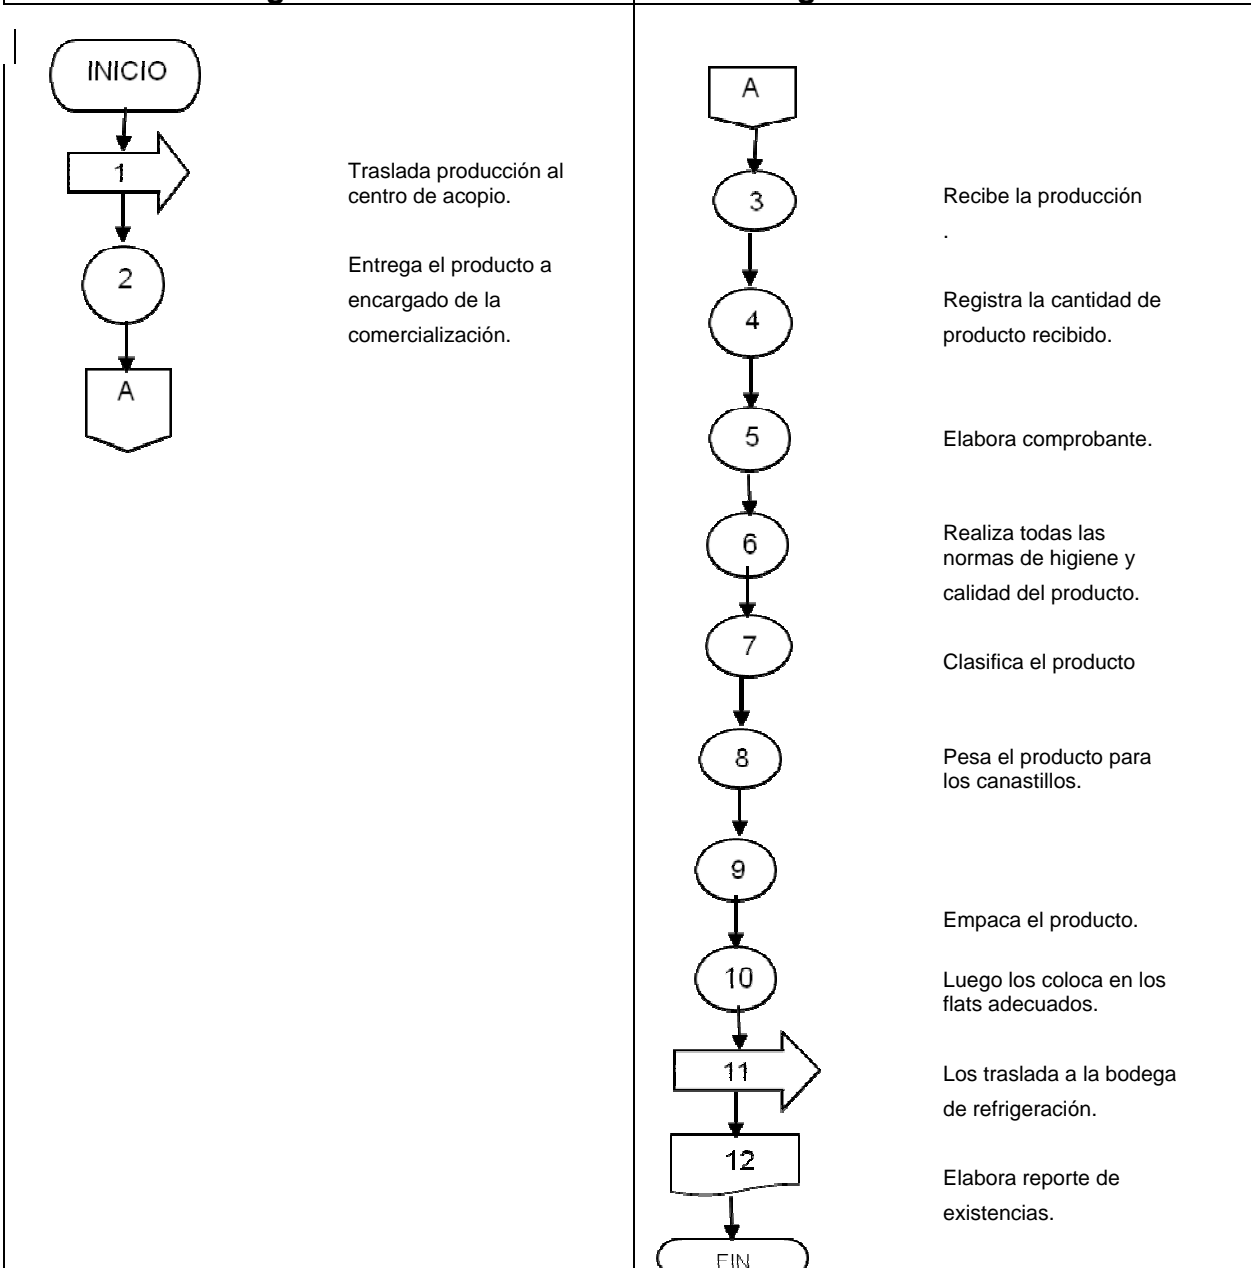 INICIO
1
Traslada producción al
centro de acopio.
2
Entrega el producto a
encargado de la
comercialización.
A
A
3
Recibe la producción
.
4
Registra la cantidad de
producto recibido.
5
Elabora comprobante.
6
Realiza todas las
normas de higiene y
calidad del producto.
7
Clasifica el producto
8
Pesa el producto para
los canastillos.
9
Empaca el producto.
10
Luego los coloca en los
flats adecuados.
11
Los traslada a la bodega
de refrigeración.
12
Elabora reporte de
existencias.
FIN